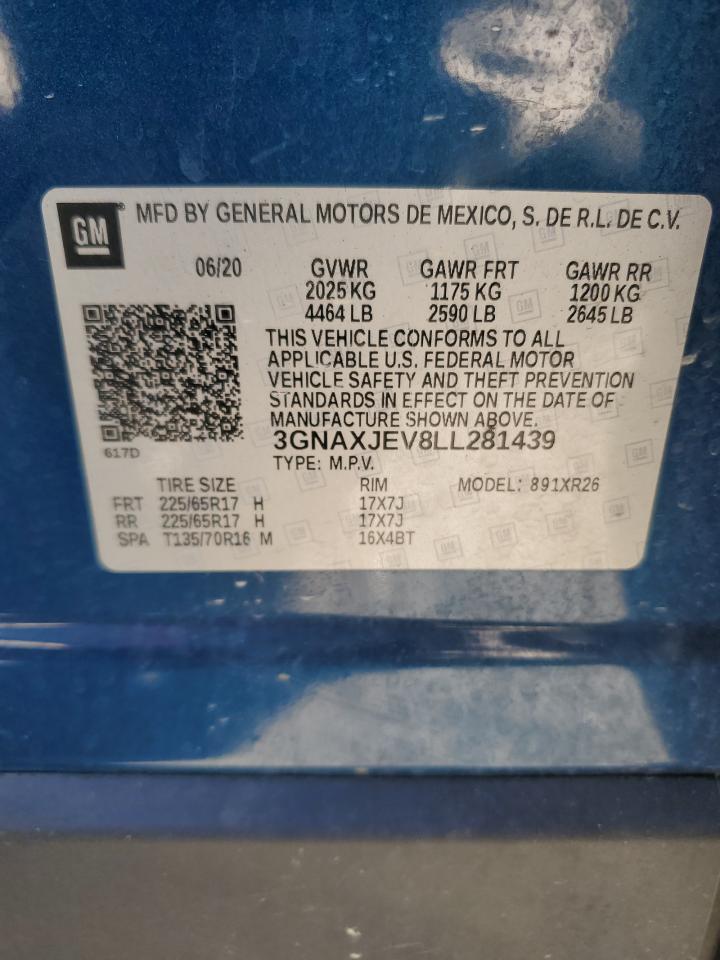 GM
MFD BY GENERAL MOTORS DE MEXICO, S. DE R.L. DE C.V.
06/20 GVWR GAWR FRT GAWR RR
2025 KG 1175 KG 1200 KG
4464 LB 2590 LB 2645 LB
THIS VEHICLE CONFORMS TO ALL
APPLICABLE U.S. FEDERAL MOTOR
VEHICLE SAFETY AND THEFT PREVENTION
STANDARDS IN EFFECT ON THE DATE OF
MANUFACTURE SHOWN ABOVE.
617D
3GNAXJEV8LL281439
TYPE: M.P.V.
TIRE SIZE RIM MODEL: 891XR26
FRT 225/65R17 H 17X7J
RR 225/65R17 H 17X7J
SPA T135/70R16 M 16X4BT